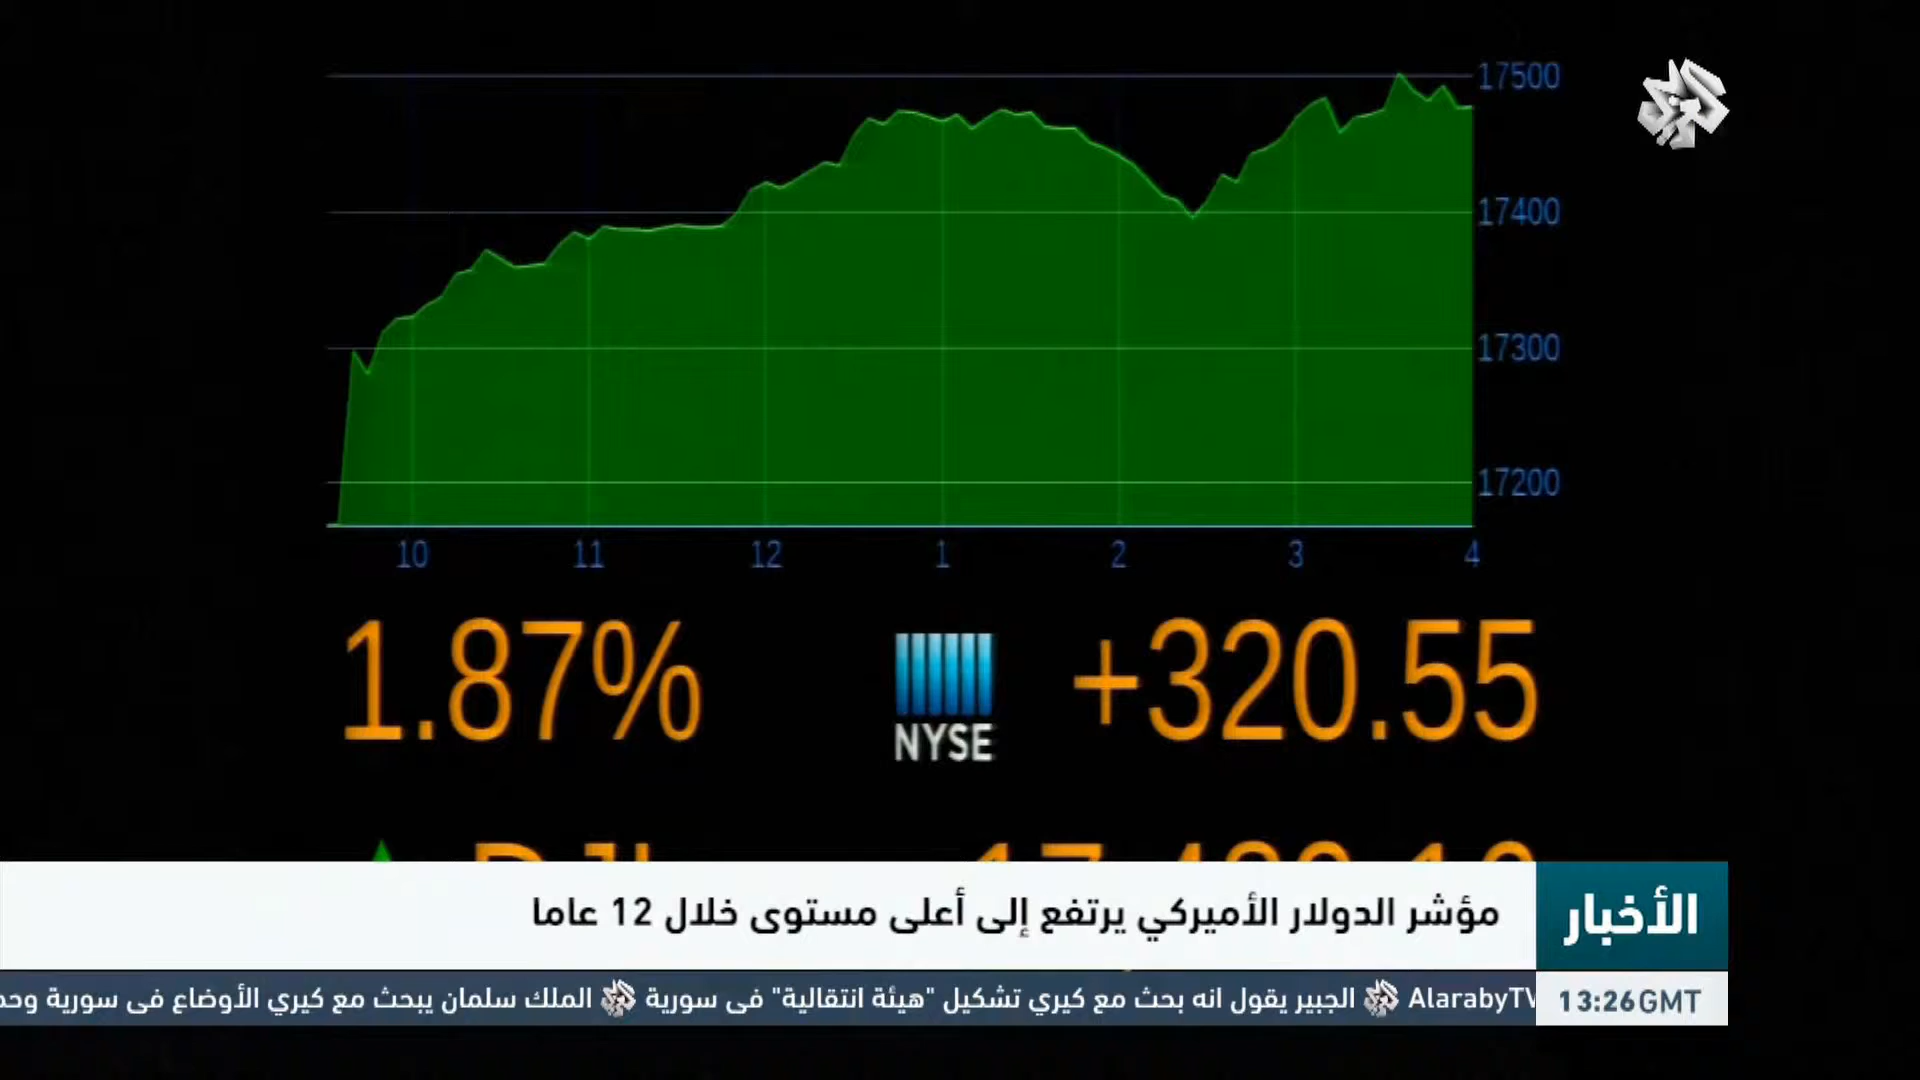 17500
17400
17300
17200
10 11 12 1 2 3 4
1.87% NYSE +320.55
مؤشر الدولار الأميركي يرتفع إلى أعلى مستوى خلال 12 عاما
الأخبار
AlarabyTV الجبير يقول انه بحث مع كيري تشكيل "هيئة انتقالية" فى سورية الملك سلمان يبحث مع كيري الأوضاع فى سورية
13:26GMT